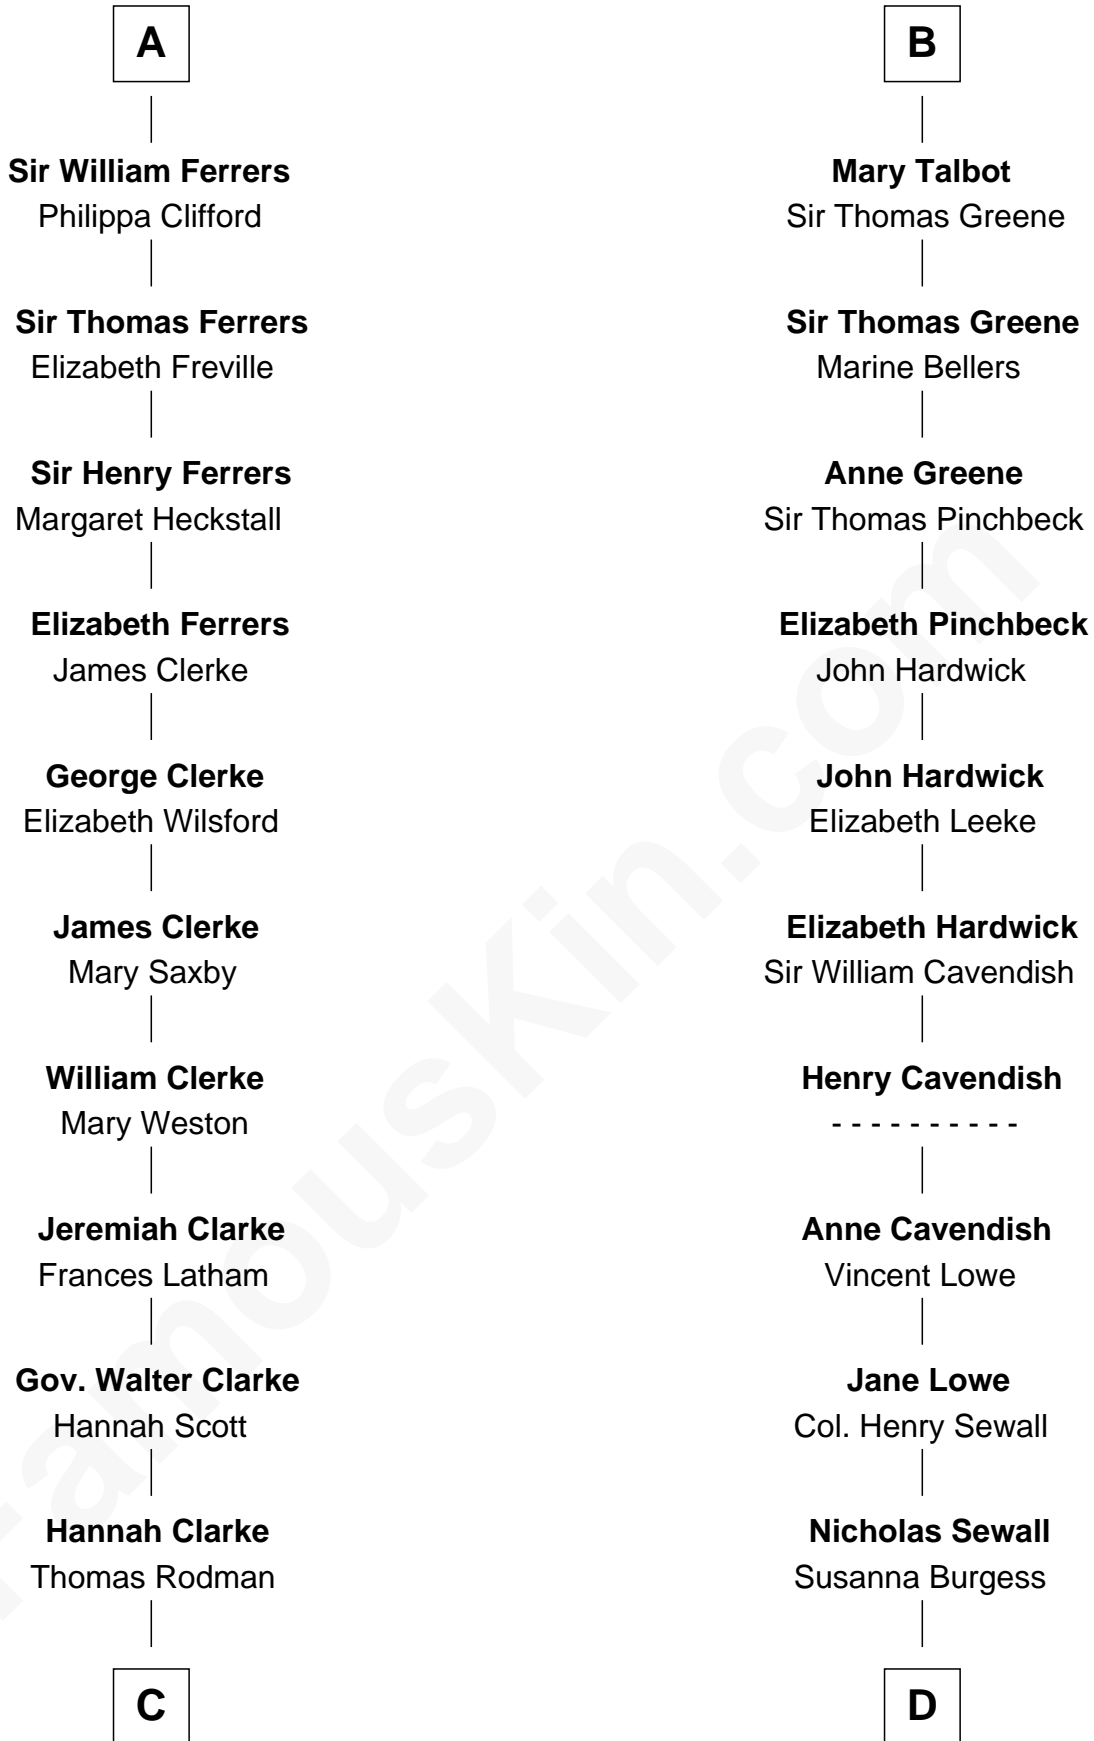 A
Sir William Ferrers
Philippa Clifford
Sir Thomas Ferrers
Elizabeth Freville
Sir Henry Ferrers
Margaret Heckstall
Elizabeth Ferrers
James Clerke
George Clerke
Elizabeth Wilsford
James Clerke
Mary Saxby
William Clerke
Mary Weston
Jeremiah Clarke
Frances Latham
Gov. Walter Clarke
Hannah Scott
Hannah Clarke
Thomas Rodman
C
B
Mary Talbot
Sir Thomas Greene
Sir Thomas Greene
Marine Bellers
Anne Greene
Sir Thomas Pinchbeck
Elizabeth Pinchbeck
John Hardwick
John Hardwick
Elizabeth Leeke
Elizabeth Hardwick
Sir William Cavendish
Henry Cavendish
- - - - - - - - - -
Anne Cavendish
Vincent Lowe
Jane Lowe
Col. Henry Sewall
Nicholas Sewall
Susanna Burgess
D
FamousKin.com